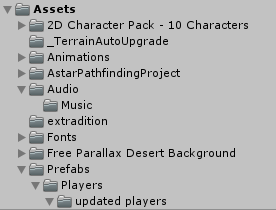 Assets
2D Character Pack - 10 Characters
_TerrainAutoUpgrade
Animations
AstarPathfindingProject
Audio
Music
extradition
Fonts
Free Parallax Desert Background
Prefabs
Players
updated players